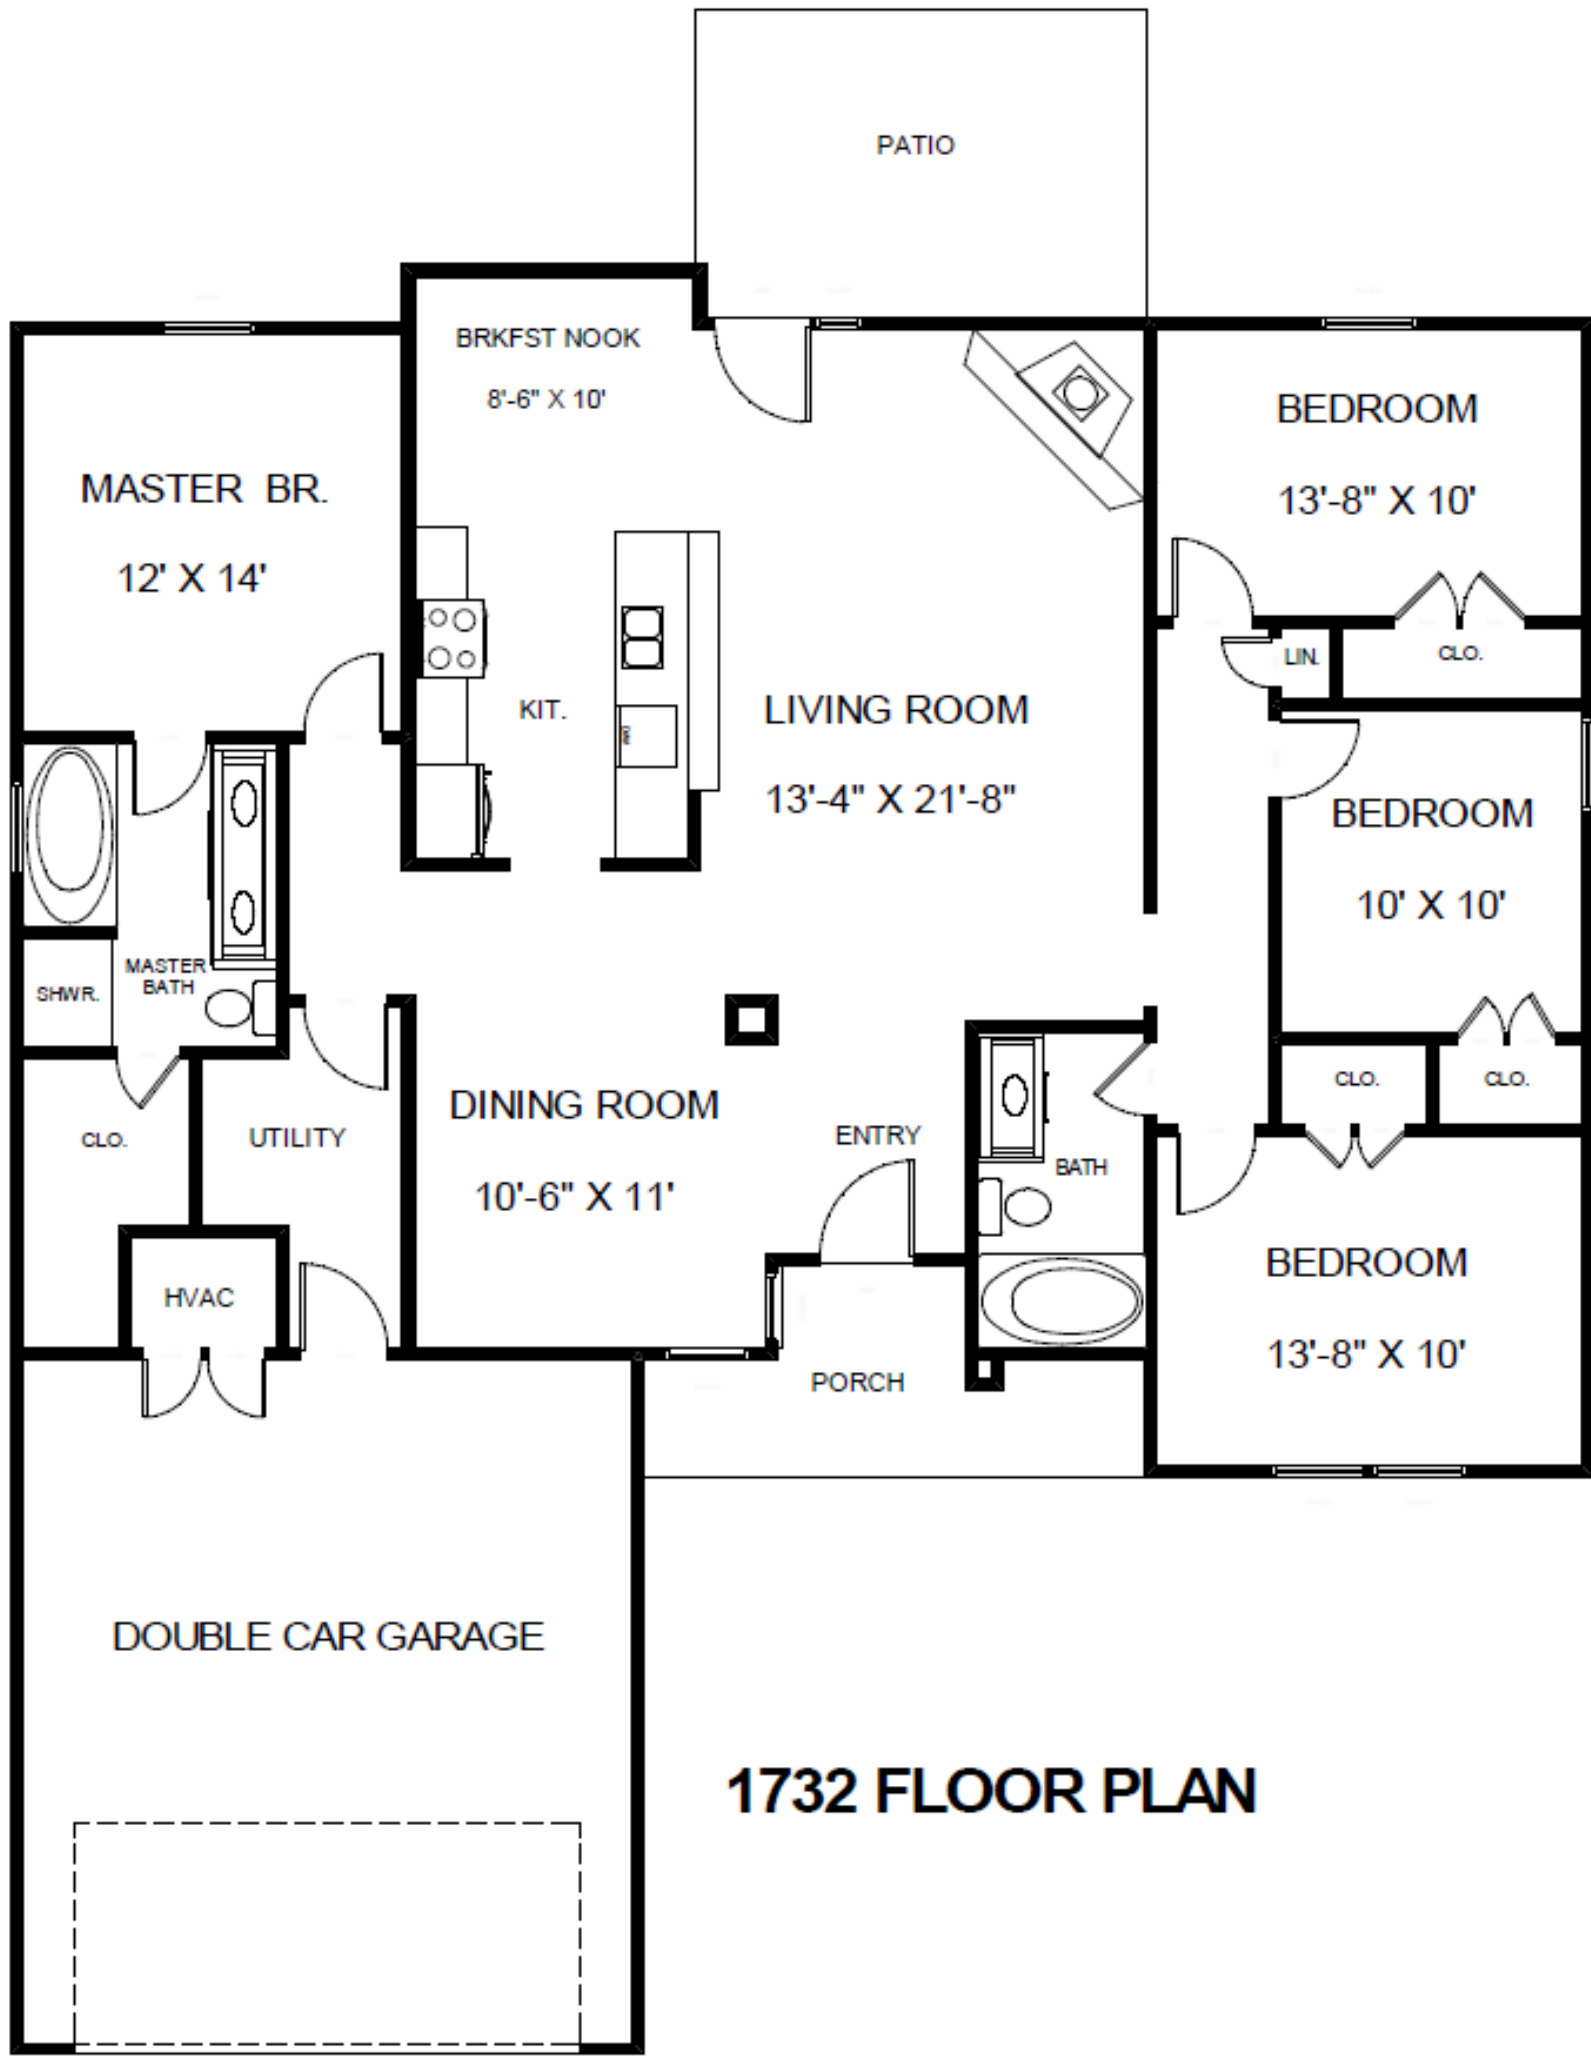 PATIO
BRKFST NOOK
8'-6" X 10'
MASTER BR.
12' X 14'
BEDROOM
13'-8" X 10'
LIN.
CLO.
KIT.
LIVING ROOM
13'-4" X 21'-8"
BEDROOM
10' X 10'
MASTER
BATH
SHWR.
CLO.
CLO.
CLO.
UTILITY
DINING ROOM
10'-6" X 11'
ENTRY
BATH
HVAC
PORCH
BEDROOM
13'-8" X 10'
DOUBLE CAR GARAGE
1732 FLOOR PLAN